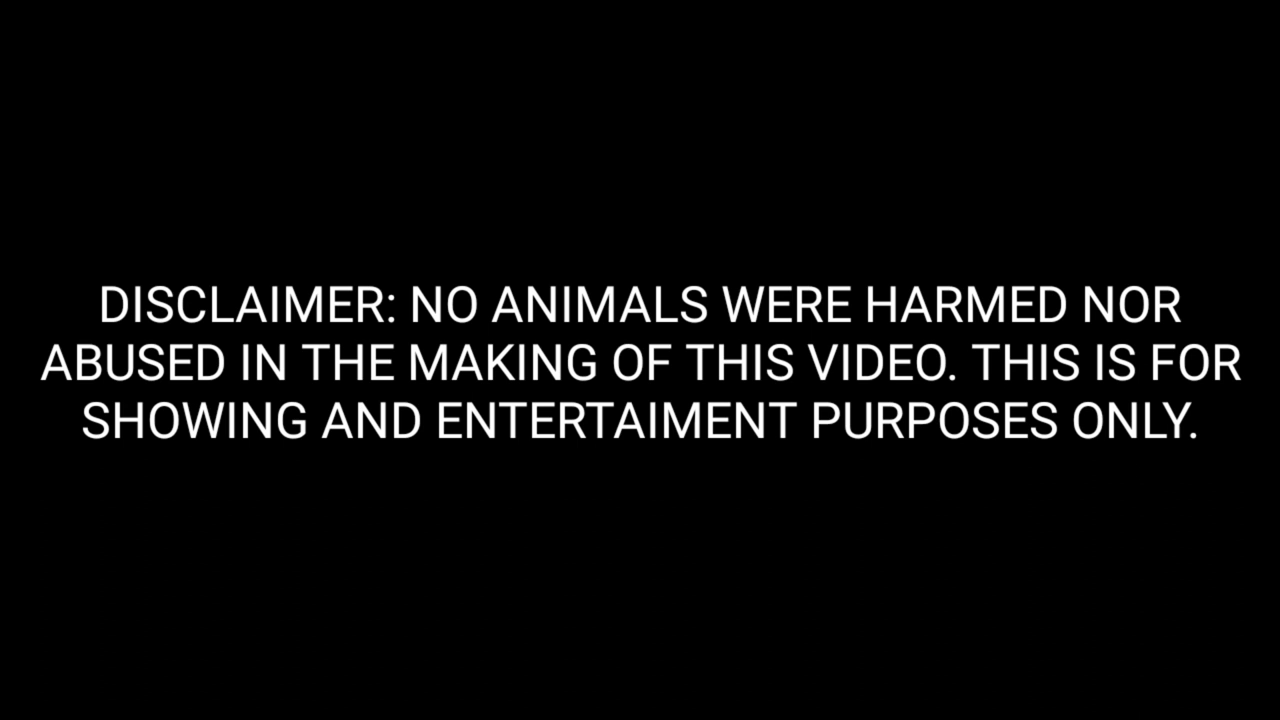 DISCLAIMER: NO ANIMALS WERE HARMED NOR
ABUSED IN THE MAKING OF THIS VIDEO. THIS IS FOR
SHOWING AND ENTERTAIMENT PURPOSES ONLY.